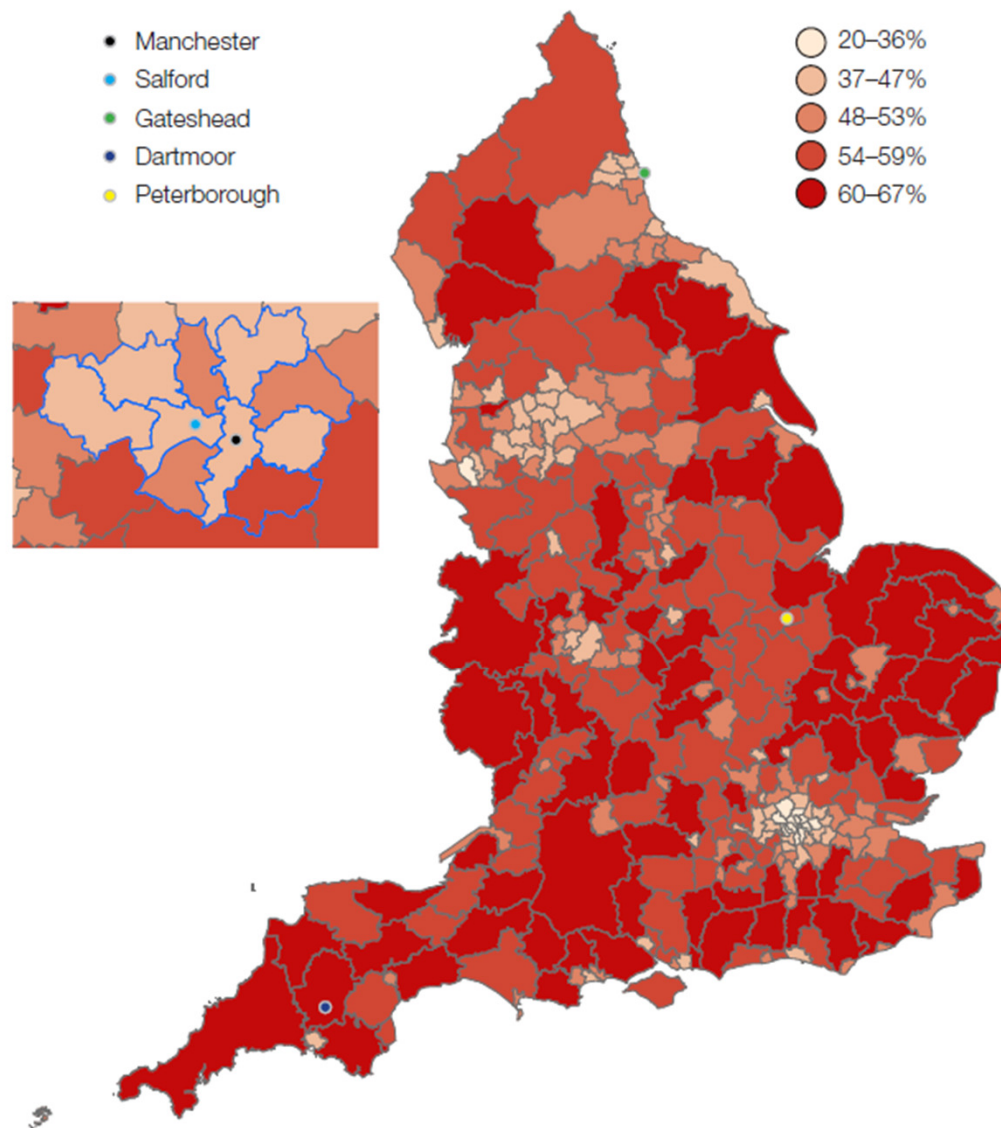 Manchester
Salford
Gateshead
Dartmoor
Peterborough
20–36%
37–47%
48–53%
54–59%
60–67%